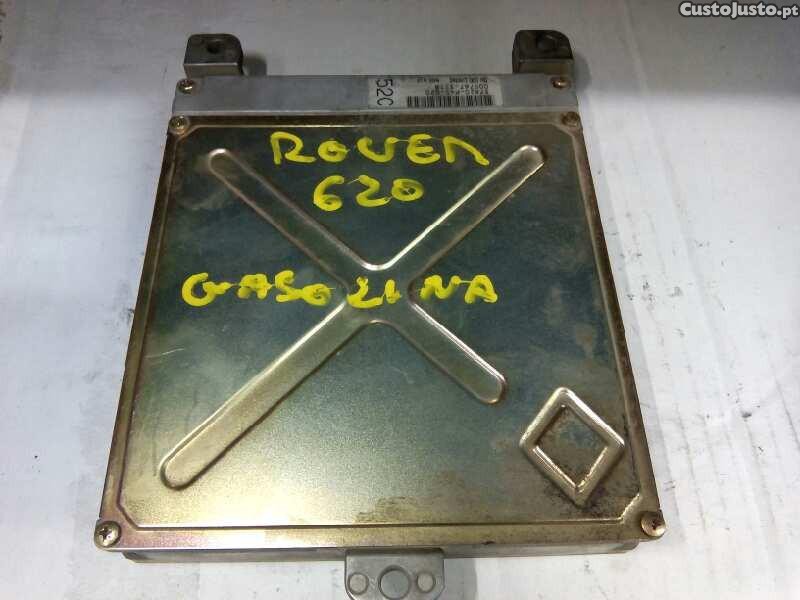 CustoJusto.pt
52C
ROVER
620
GASOLINA